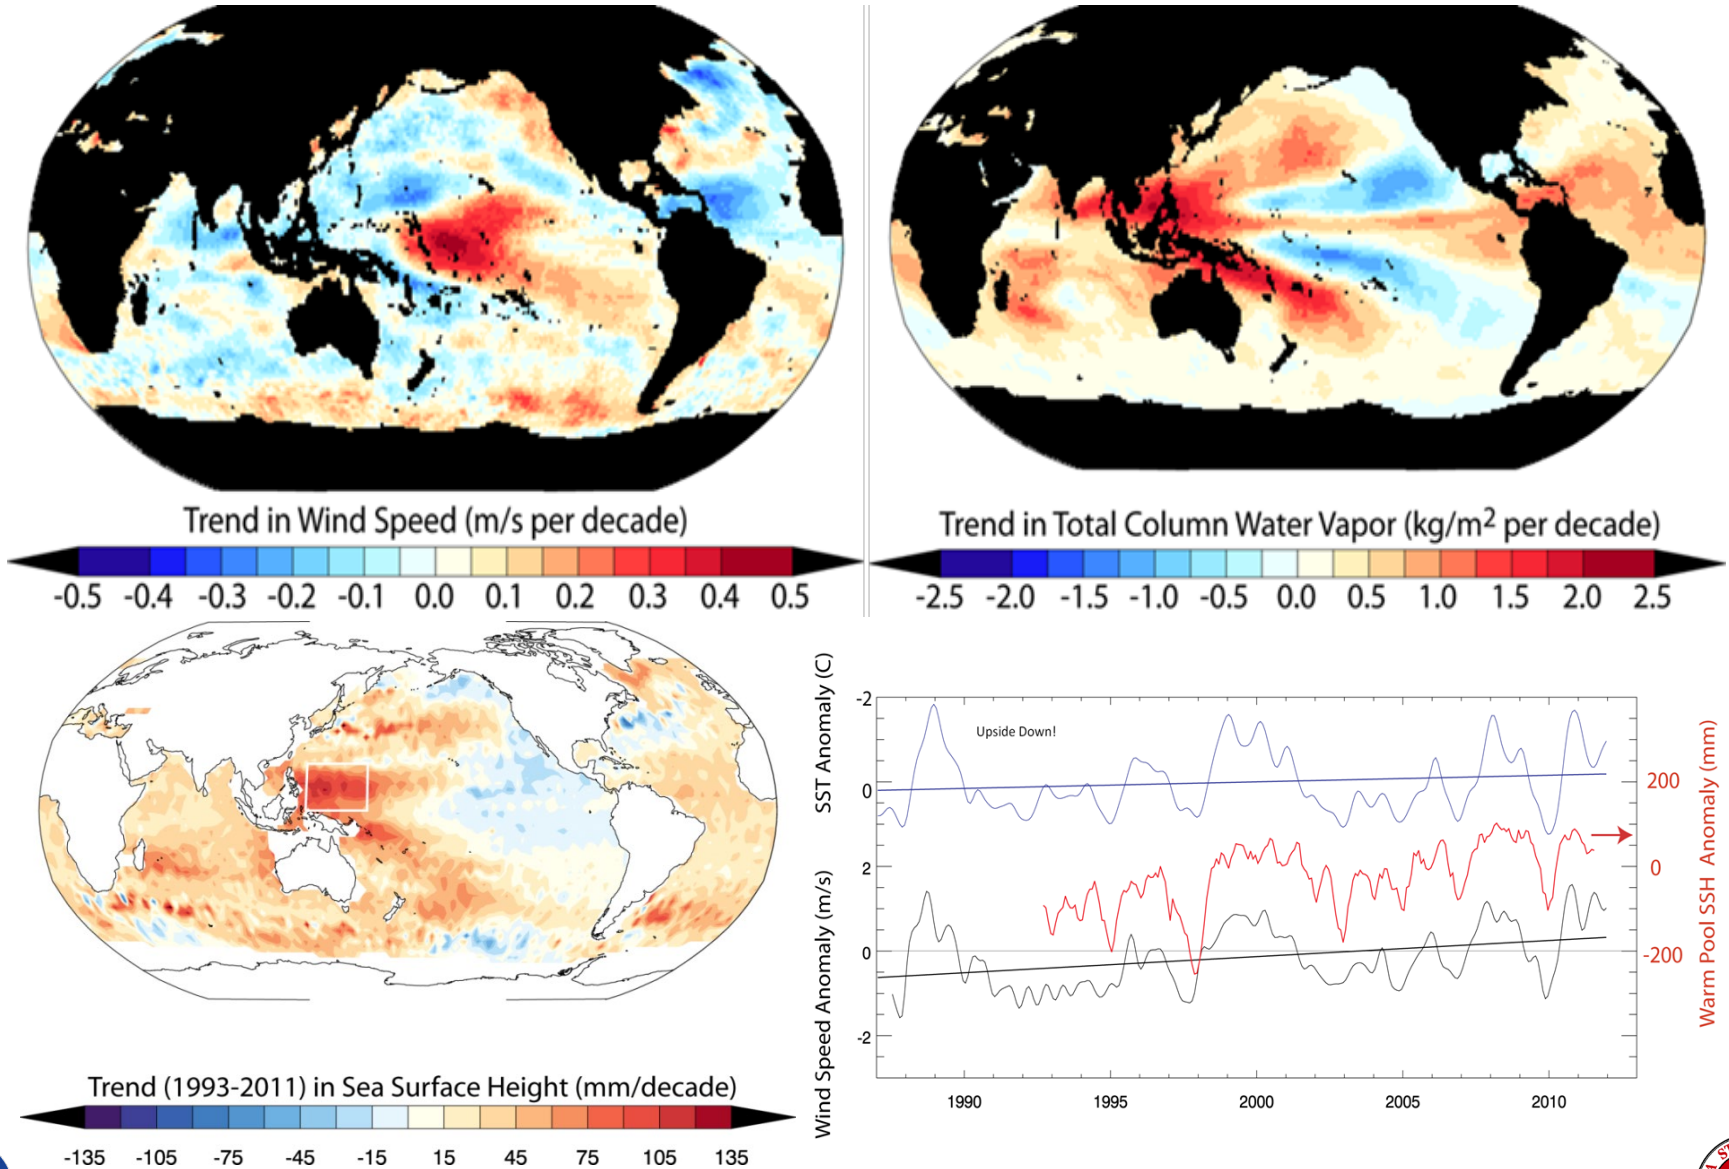 Trend in Wind Speed (m/s per decade)
-0.5 -0.4 -0.3 -0.2 -0.1 0.0 0.1 0.2 0.3 0.4 0.5
Trend in Total Column Water Vapor (kg/m2 per decade)
-2.5 -2.0 -1.5 -1.0 -0.5 0.0 0.5 1.0 1.5 2.0 2.5
Trend (1993-2011) in Sea Surface Height (mm/decade)
-135 -105 -75 -45 -15 15 45 75 105 135
SST Anomaly (C)
Wind Speed Anomaly (m/s)
-2
0
2
0
-2
Upside Down!
200
0
-200
Warm Pool SSH Anomaly (mm)
1990 1995 2000 2005 2010